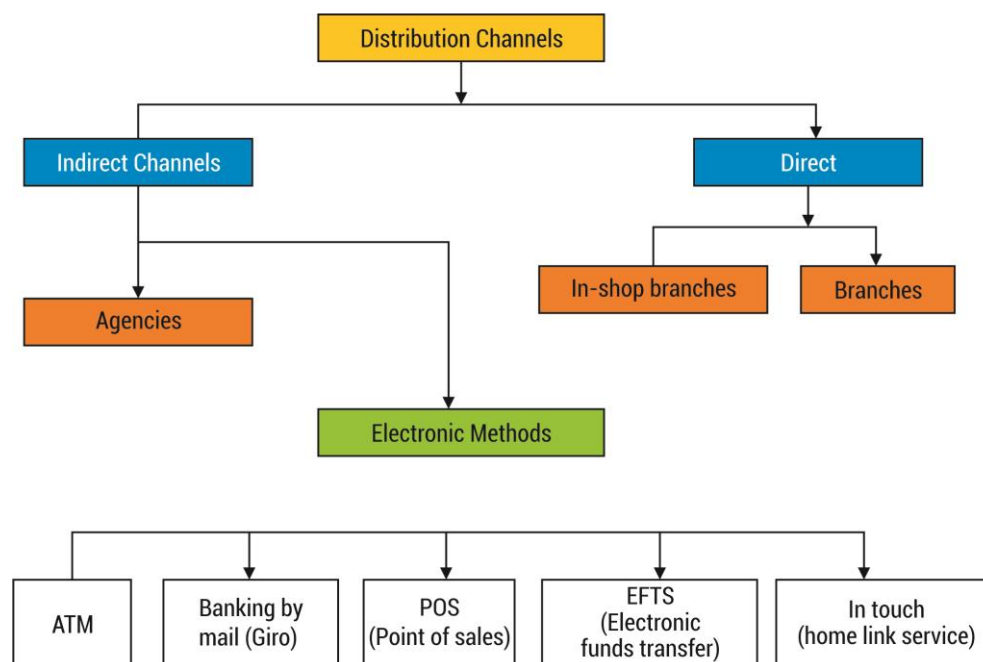 Distribution Channels
Indirect Channels
Direct
In-shop branches
Branches
Agencies
Electronic Methods
ATM
Banking by
mail (Giro)
POS
(Point of sales)
EFTS
(Electronic
funds transfer)
In touch
(home link service)